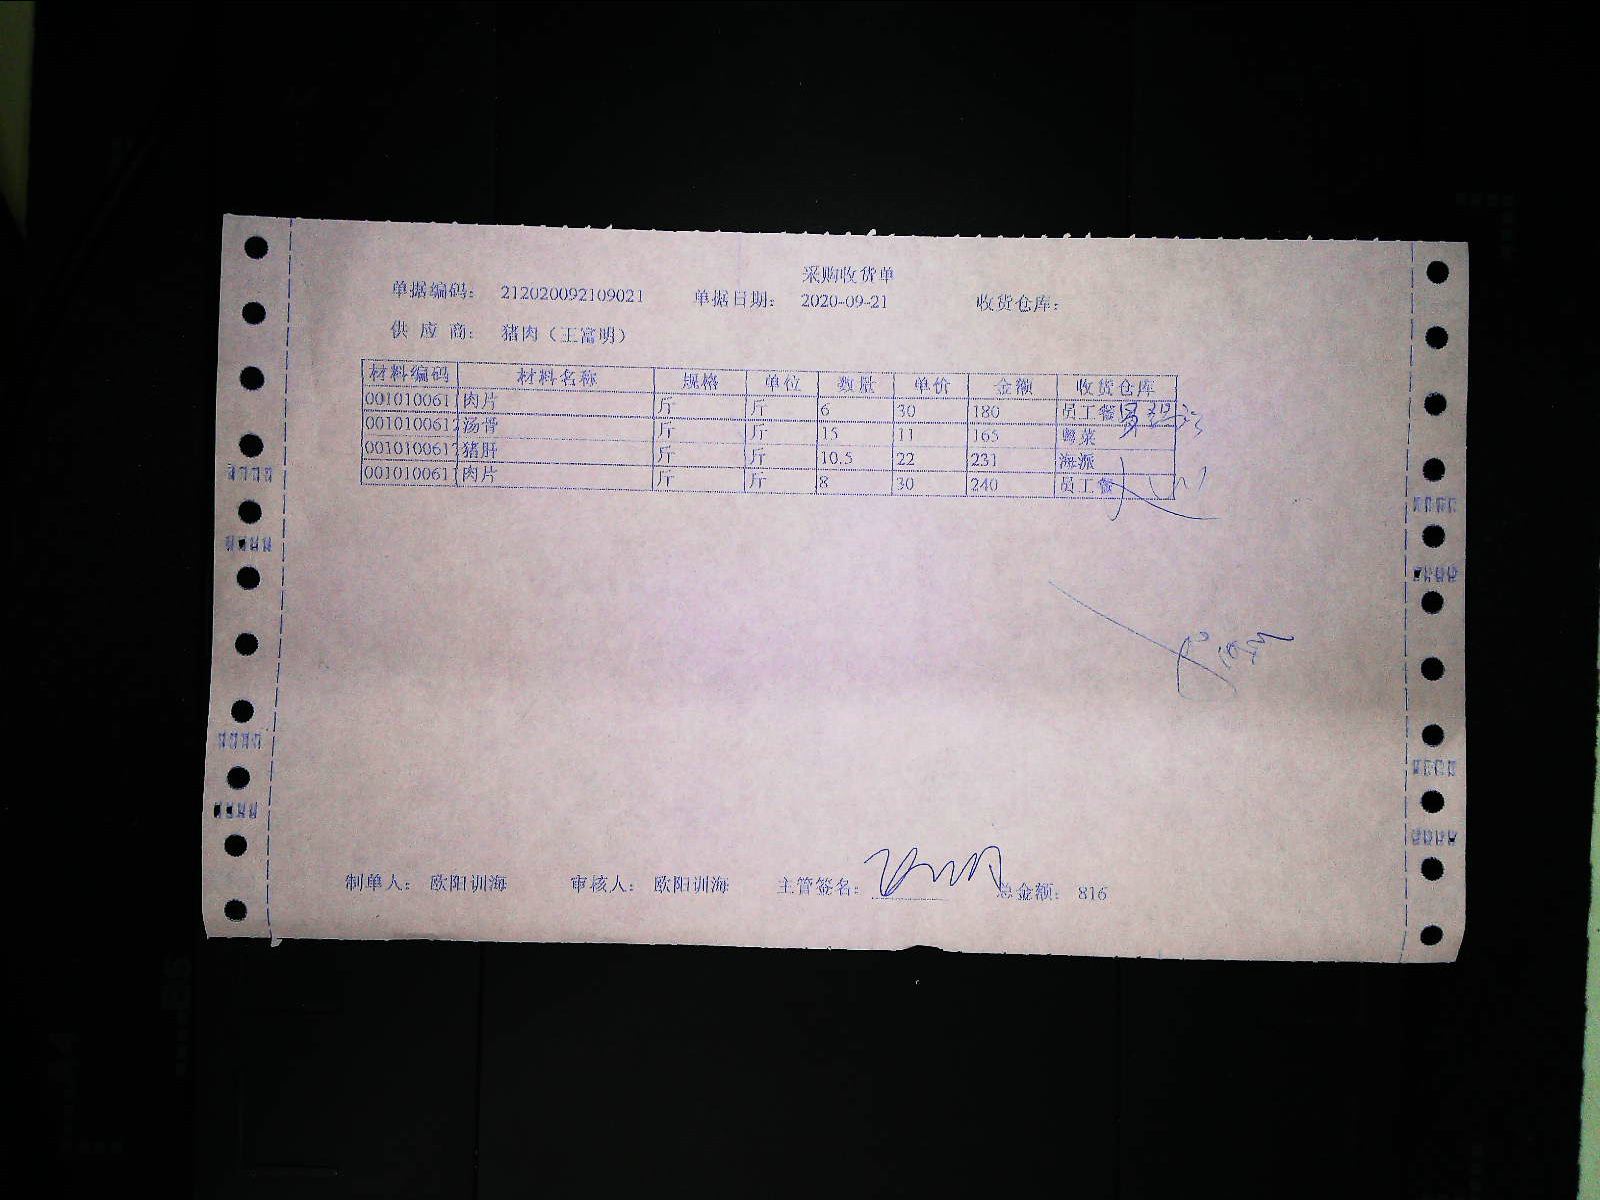 采购收货单
单据编码： 212020092109021 单据日期： 2020-09-21 收货仓库：
供 应 商： 猪肉（王富明）
材料编码 材料名称 规格 单位 数量 单价 金额 收货仓库
001010061 肉片 斤 斤 6 30 180 员工餐
001010061 汤骨 斤 斤 15 11 165 粤菜
001010061 猪肝 斤 斤 10.5 22 231 海派
001010061 肉片 斤 斤 8 30 240 员工餐
制单人： 欧阳训海 审核人： 欧阳训海 主管签名： 总金额： 816